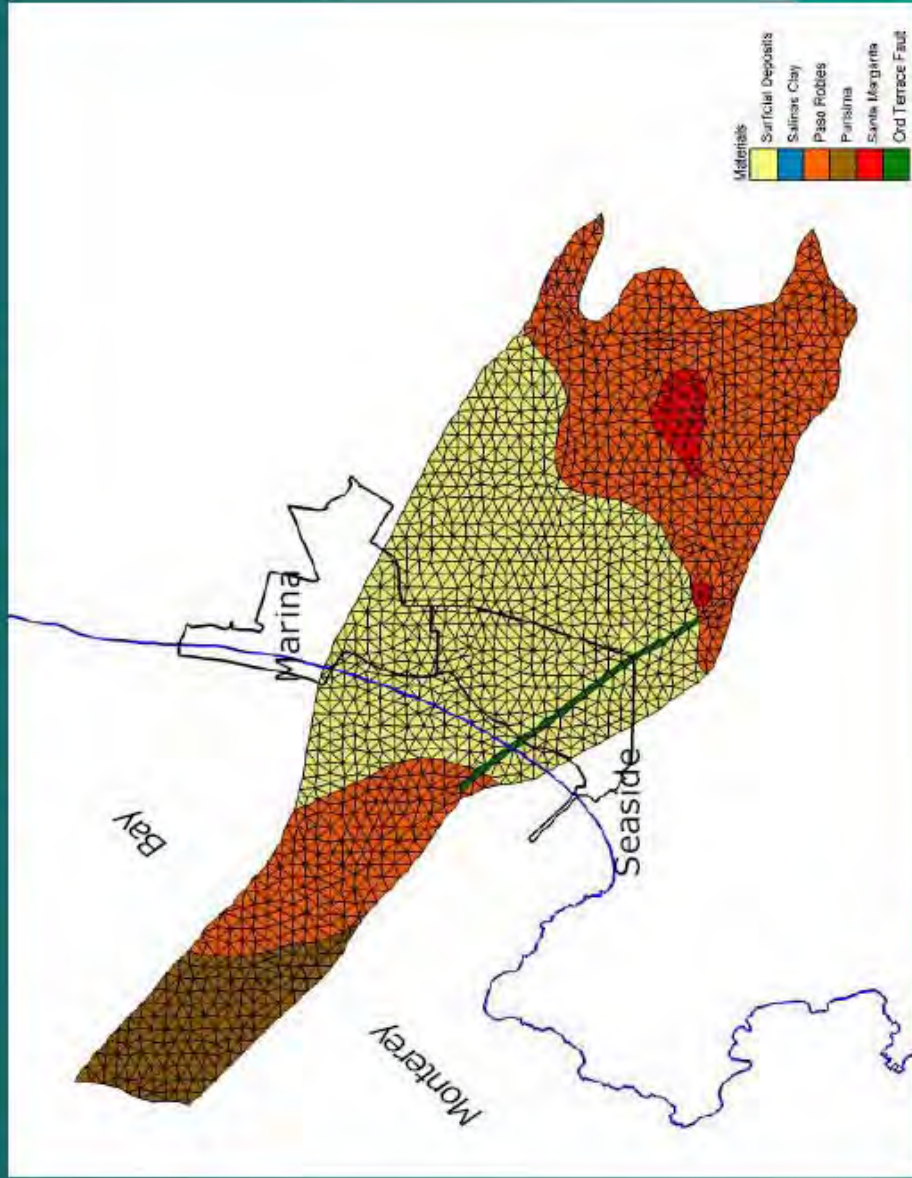 Bay
Monterey
Marina
Seaside
Materials
Surficial Deposits
Salinas Clay
Paso Robles
Purisima
Santa Margarita
Ord Terrace Fault